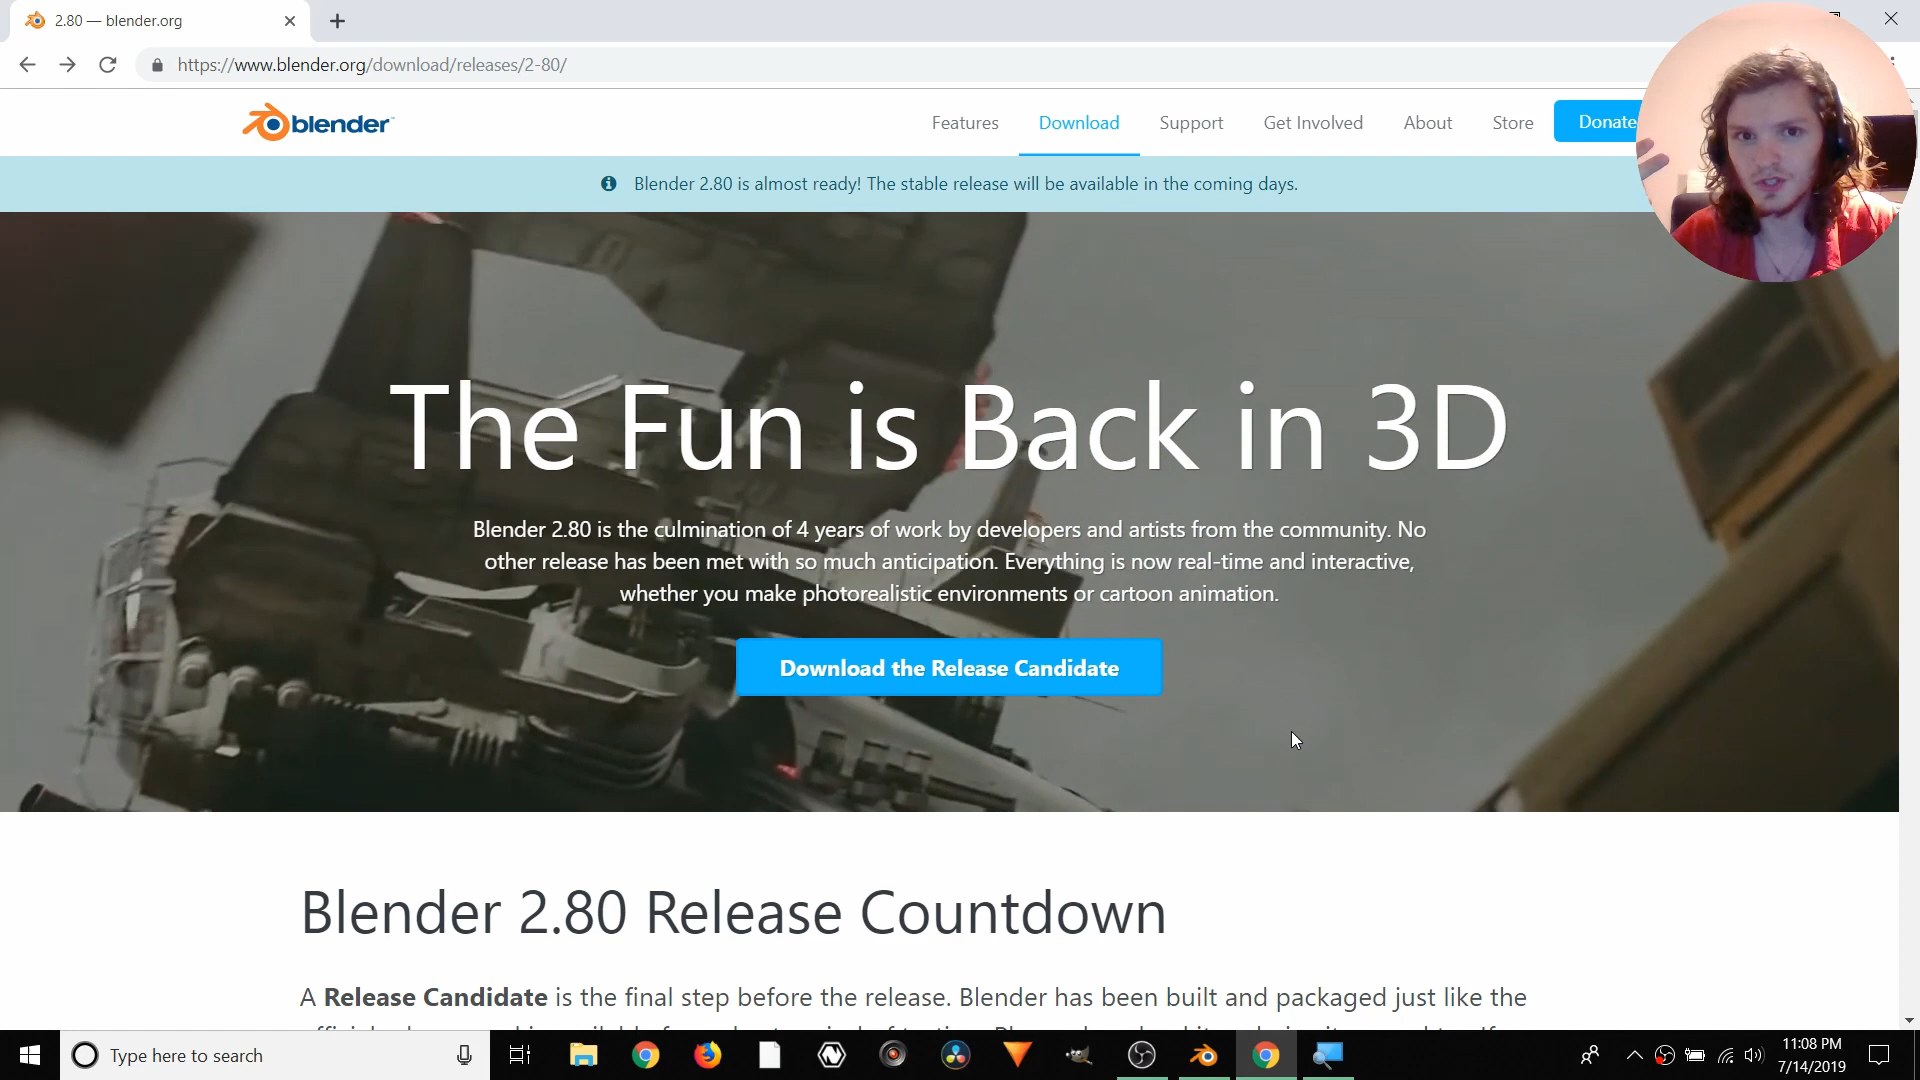 2.80 — blender.org
https://www.blender.org/download/releases/2-80/
blender
Features
Download
Support
Get Involved
About
Store
Donate
Blender 2.80 is almost ready! The stable release will be available in the coming days.
The Fun is Back in 3D
Blender 2.80 is the culmination of 4 years of work by developers and artists from the community. No
other release has been met with so much anticipation. Everything is now real-time and interactive,
whether you make photorealistic environments or cartoon animation.
Download the Release Candidate
Blender 2.80 Release Countdown
A Release Candidate is the final step before the release. Blender has been built and packaged just like the
Type here to search
11:08 PM
7/14/2019